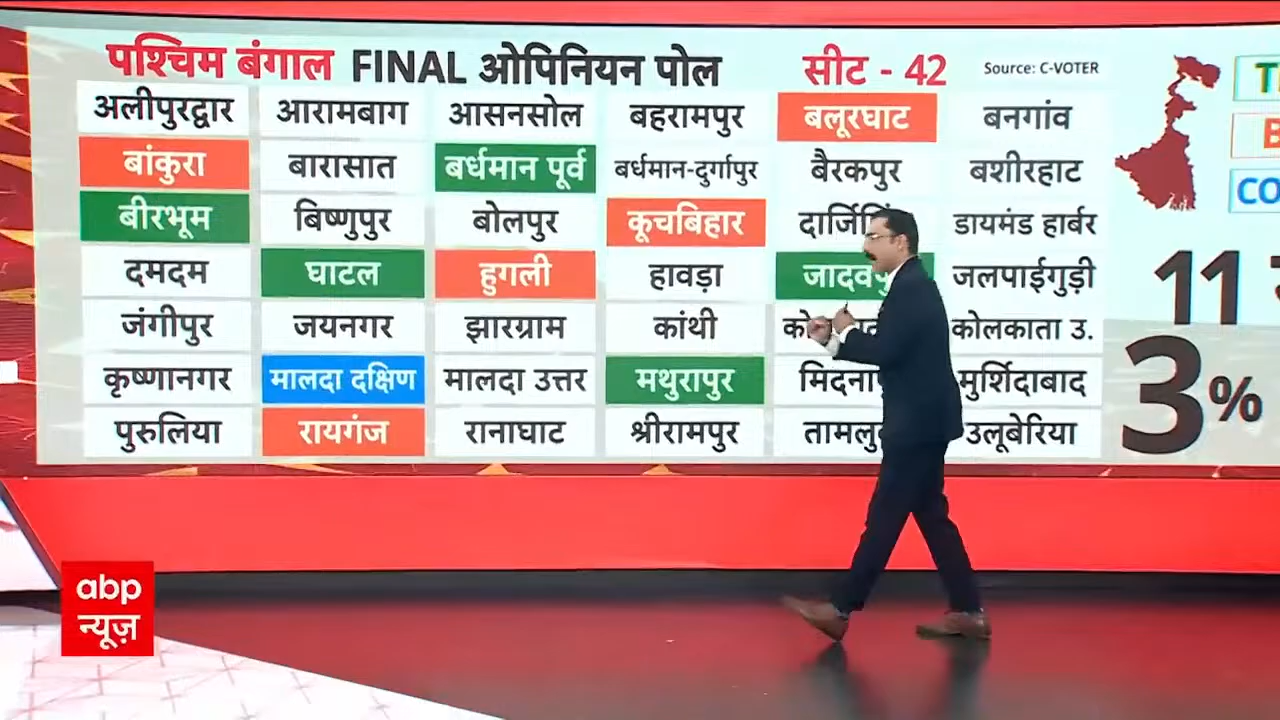 पश्चिम बंगाल FINAL ओपिनियन पोल सीट - 42 Source: C-VOTER
अलीपुरद्वार आरामबाग आसनसोल बहरामपुर बलूरघाट बनगांव
बांकुरा बारासात बर्धमान पूर्व बर्धमान-दुर्गापुर बैरकपुर बशीरहाट
बीरभूम बिष्णुपुर बोलपुर कूचबिहार डायमंड हार्बर
दमदम घाटल हुगली हावड़ा जलपाईगुड़ी
जंगीपुर जयनगर झारग्राम कांथी कोलकाता उ.
कृष्णानगर मालदा दक्षिण मालदा उत्तर मथुरापुर मुर्शिदाबाद
पुरुलिया रायगंज रानाघाट श्रीरामपुर उलूबेरिया
CO
11
3%
abp
न्यूज़